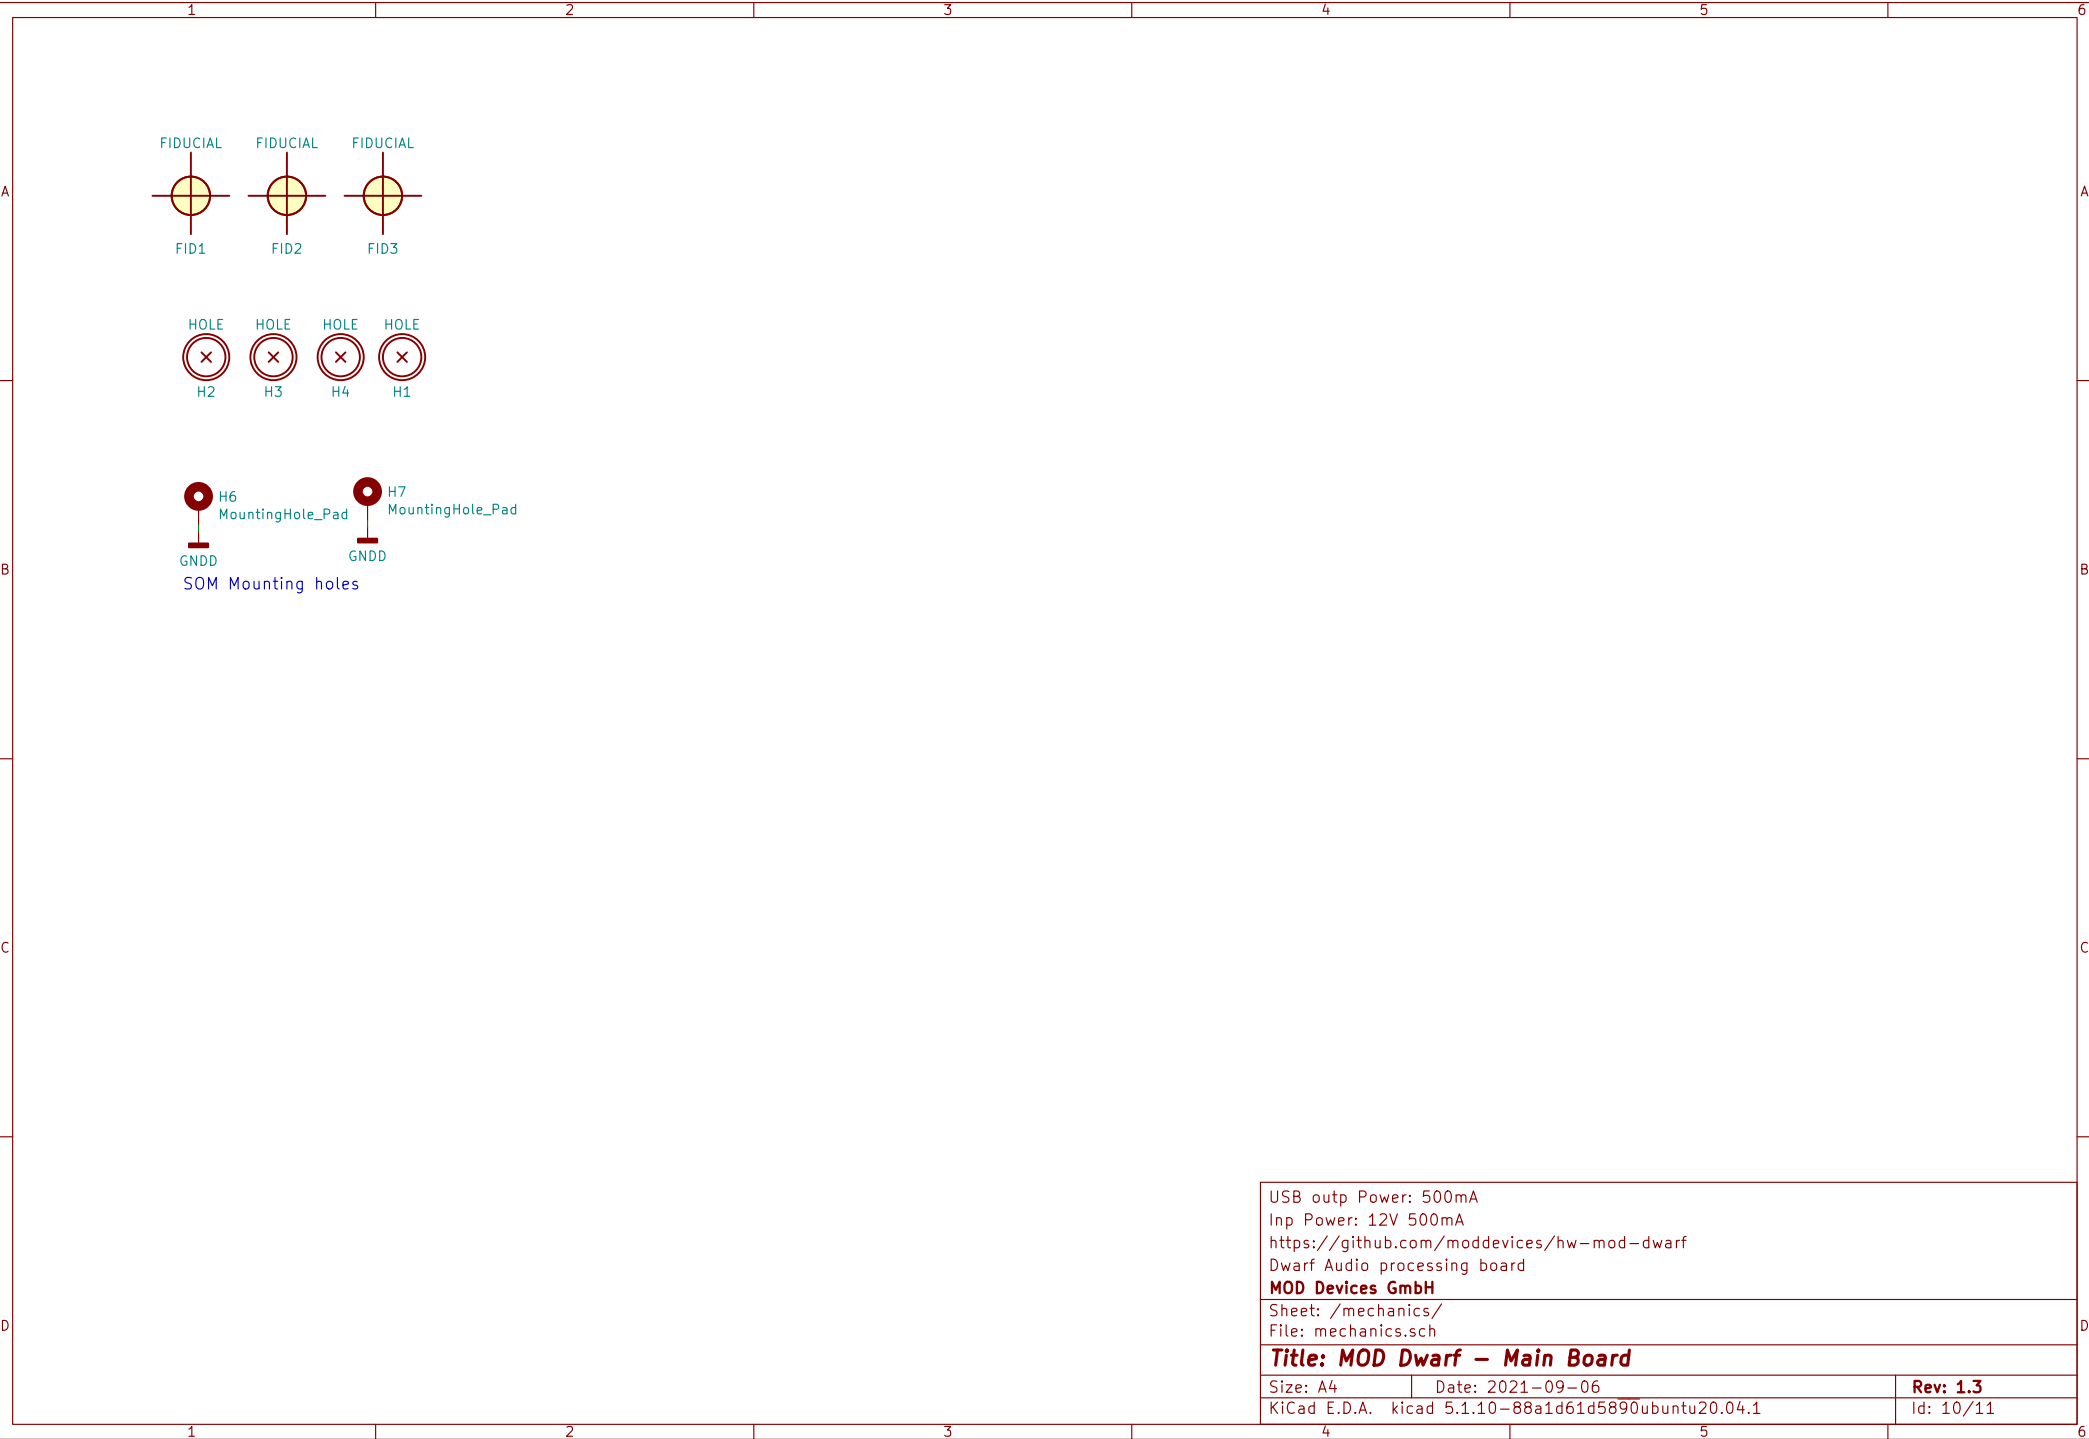 1 2 3 4 5 6
FIDUCIAL FIDUCIAL FIDUCIAL
A A
FID1 FID2 FID3
HOLE HOLE HOLE HOLE
H2 H3 H4 H1
H6
MountingHole_Pad
H7
MountingHole_Pad
GNDD GNDD
B B
SOM Mounting holes
C C
USB outp Power: 500mA
Inp Power: 12V 500mA
https://github.com/moddevices/hw-mod-dwarf
Dwarf Audio processing board
MOD Devices GmbH
Sheet: /mechanics/
File: mechanics.sch
D D
Title: MOD Dwarf - Main Board
Size: A4 Date: 2021-09-06 Rev: 1.3
KiCad E.D.A. kicad 5.1.10-88a1d61d5890ubuntu20.04.1 Id: 10/11
1 2 3 4 5 6